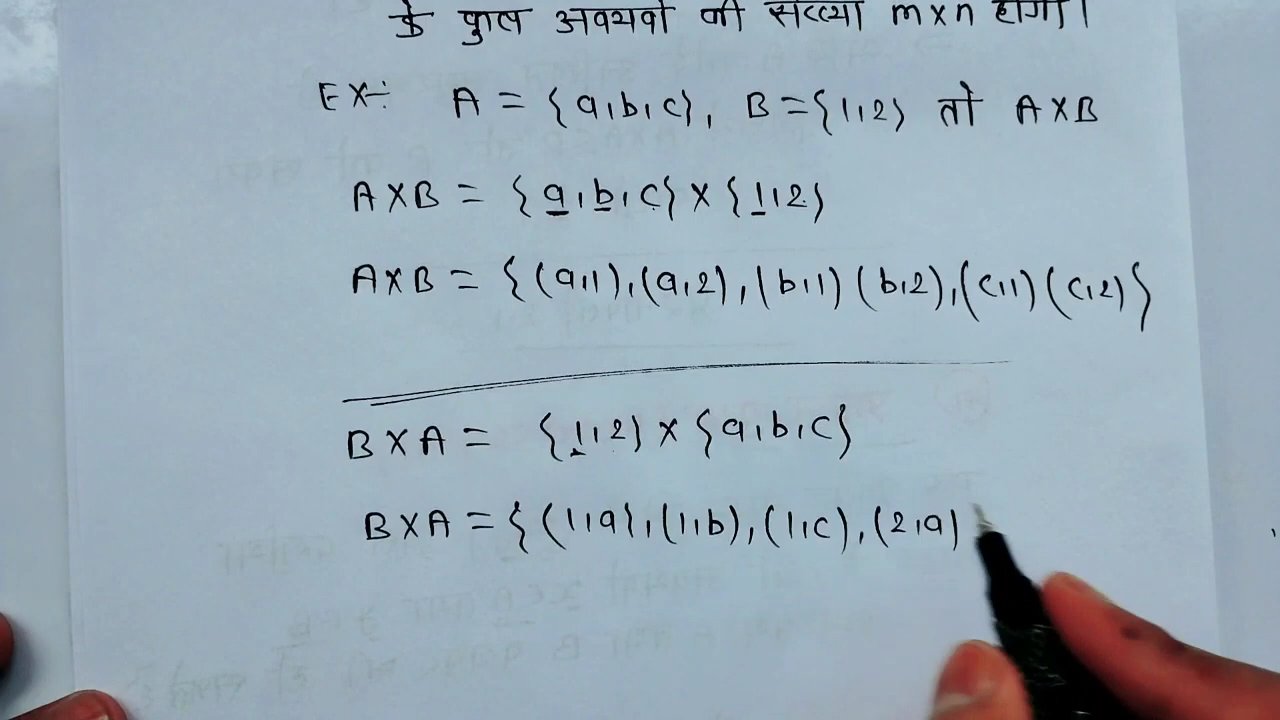 के कुल अवयवो की संख्या m×n होगी।
Ex÷ A = {a,b,c}, B={1,2} तो A×B
A×B = {a,b,c}×{1,2}
A×B = {(a,1),(a,2),(b,1)(b,2),(c,1)(c,2)}
B×A = {1,2}×{a,b,c}
B×A = {(1,a),(1,b),(1,c),(2,a)